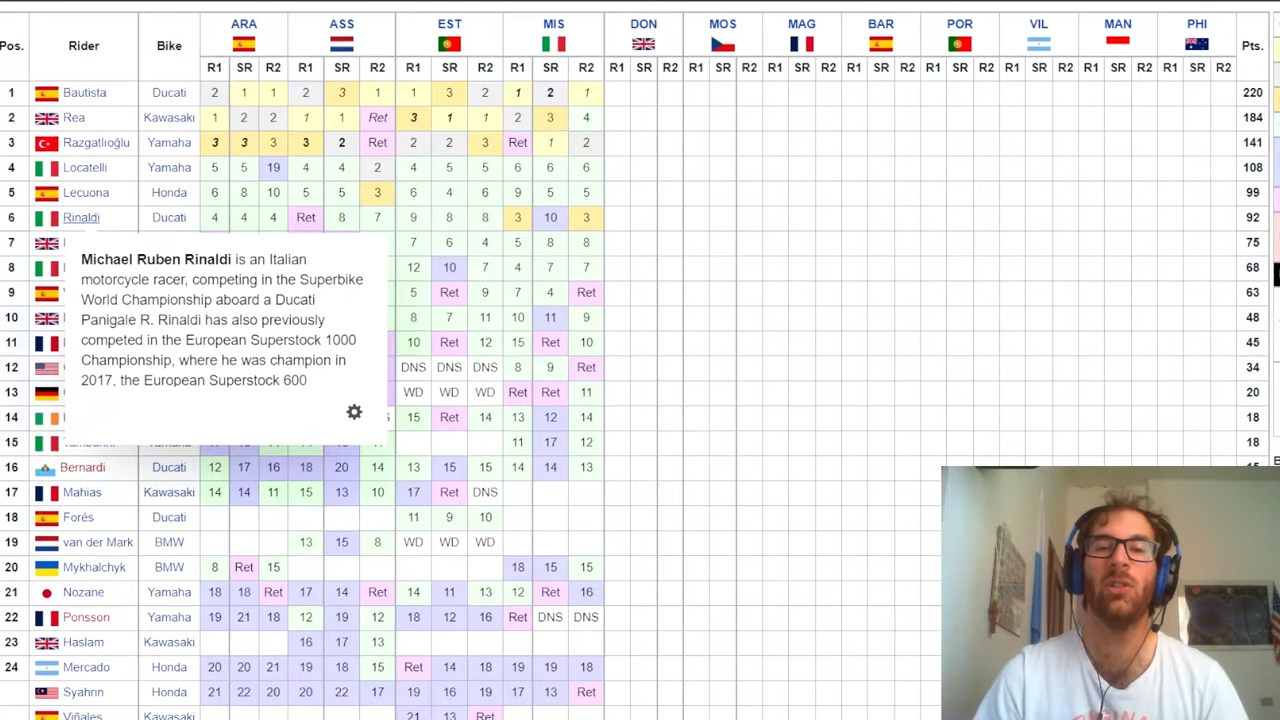 ARA ASS EST MIS DON MOS MAG BAR POR VIL MAN PHI
Pos. Rider Bike Pts.
R1 SR R2 R1 SR R2 R1 SR R2 R1 SR R2 R1 SR R2 R1 SR R2 R1 SR R2 R1 SR R2 R1 SR R2 R1 SR R2 R1 SR R2 R1 SR R2
1 Bautista Ducati 2 1 1 2 3 1 1 3 2 1 2 1 220
2 Rea Kawasaki 1 2 2 1 1 Ret 3 1 1 2 3 4 184
3 Razgatlıoğlu Yamaha 3 3 3 3 2 Ret 2 2 3 Ret 1 2 141
4 Locatelli Yamaha 5 5 19 4 4 2 4 5 5 6 6 6 108
5 Lecuona Honda 6 8 10 5 5 3 6 4 9 9 5 5 99
6 Rinaldi Ducati 4 4 4 Ret 8 7 9 8 8 3 10 3 92
7 7 6 4 5 8 8 75
8 12 10 7 4 7 7 68
9 5 Ret 9 7 4 Ret 63
10 8 7 11 10 11 9 48
11 10 Ret 12 15 Ret 10 45
12 DNS DNS DNS 8 9 Ret 34
13 WD WD WD Ret Ret 11 20
14 15 Ret 14 13 12 14 18
15 Yamaha 11 17 12 18
Michael Ruben Rinaldi is an Italian
motorcycle racer, competing in the Superbike
World Championship aboard a Ducati
Panigale R. Rinaldi has also previously
competed in the European Superstock 1000
Championship, where he was champion in
2017, the European Superstock 600
16 Bernardi Ducati 12 17 16 18 20 14 13 15 15 14 14 13
17 Mahias Kawasaki 14 14 11 15 13 10 17 Ret DNS
18 Forés Ducati 11 9 10
19 van der Mark BMW 13 15 8 WD WD WD
20 Mykhalchyk BMW 8 Ret 15 18 15 15
21 Nozane Yamaha 18 18 Ret 17 14 Ret 14 11 13 12 Ret 16
22 Ponsson Yamaha 19 21 18 12 19 12 18 12 16 Ret DNS DNS
23 Haslam Kawasaki 16 17 13
24 Mercado Honda 20 20 21 19 18 15 Ret 14 18 19 19 18
Syahrin Honda 21 22 20 20 22 17 19 16 19 17 13 Ret
Viñales Kawasaki 21 13 Ret